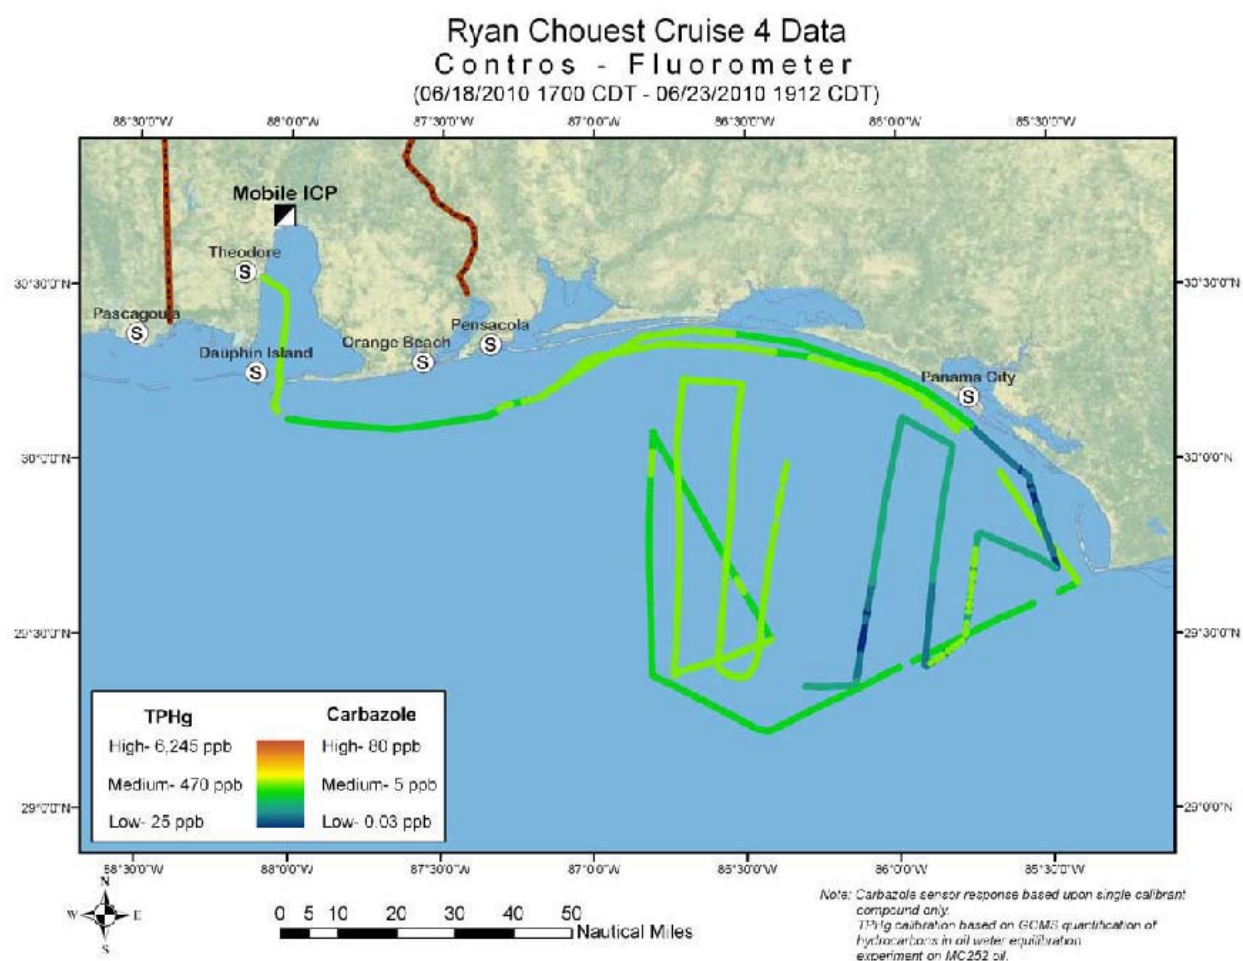 Ryan Chouest Cruise 4 Data
Contros - Fluorometer
(06/18/2010 1700 CDT - 06/23/2010 1912 CDT)
88°30'0"W 88°0'0"W 87°30'0"W 87°0'0"W 86°30'0"W 86°0'0"W 85°30'0"W
Mobile ICP
Theodore
S
30°30'0"N 30°30'0"N
Pascagoula
S
Pensacola
S
Orange Beach
S
Dauphin Island
S
Panama City
S
30°0'0"N 30°0'0"N
29°30'0"N 29°30'0"N
TPHg Carbazole
High- 6,245 ppb High- 80 ppb
Medium- 470 ppb Medium- 5 ppb
Low- 25 ppb Low- 0.03 ppb
29°0'0"N 29°0'0"N
88°30'0"W 88°0'0"W 87°30'0"W 87°0'0"W 86°30'0"W 86°0'0"W 85°30'0"W
N
W E
S
0 5 10 20 30 40 50
Nautical Miles
Note: Carbazole sensor response based upon single calibrant
compound only.
TPHg calibration based on GCMS quantification of
hydrocarbons in oil water equilibration
experiment on MC252 oil.